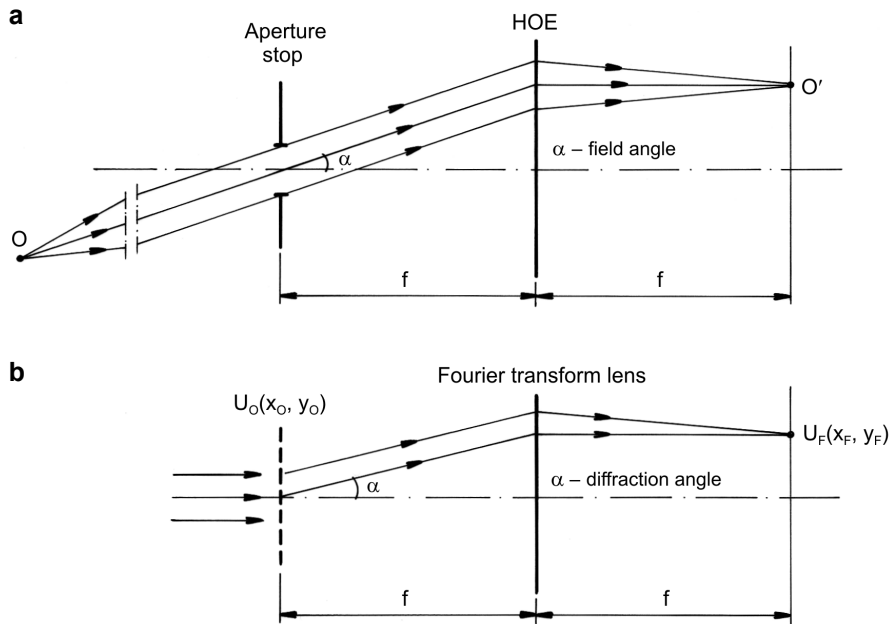 a
Aperture
stop
HOE
O′
α
α – field angle
O
f
f
b
Fourier transform lens
U_O(x_O, y_O)
U_F(x_F, y_F)
α
α – diffraction angle
f
f